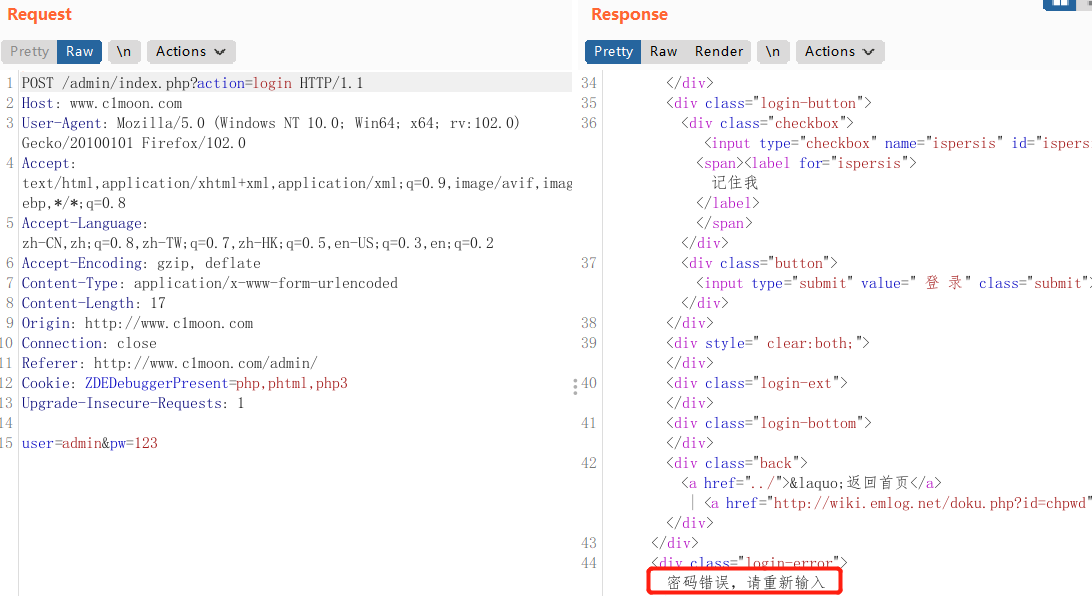 Request
Pretty Raw \n Actions
1 POST /admin/index.php?action=login HTTP/1.1
2 Host: www.c1moon.com
3 User-Agent: Mozilla/5.0 (Windows NT 10.0; Win64; x64; rv:102.0)
Gecko/20100101 Firefox/102.0
4 Accept:
text/html,application/xhtml+xml,application/xml;q=0.9,image/avif,imag
ebp,*/*;q=0.8
5 Accept-Language:
zh-CN,zh;q=0.8,zh-TW;q=0.7,zh-HK;q=0.5,en-US;q=0.3,en;q=0.2
6 Accept-Encoding: gzip, deflate
7 Content-Type: application/x-www-form-urlencoded
8 Content-Length: 17
9 Origin: http://www.c1moon.com
10 Connection: close
11 Referer: http://www.c1moon.com/admin/
12 Cookie: ZDEDebuggerPresent=php,phtml,php3
13 Upgrade-Insecure-Requests: 1
14
15 user=admin&pw=123
Response
Pretty Raw Render \n Actions
34 </div>
35 <div class="login-button">
36 <div class="checkbox">
<input type="checkbox" name="ispersis" id="ispers
<span><label for="ispersis">
记住我
</label>
</span>
</div>
37 <div class="button">
<input type="submit" value=" 登 录" class="submit"
</div>
38 </div>
39 <div style=" clear:both;">
</div>
40 <div class="login-ext">
</div>
41 <div class="login-bottom">
</div>
42 <div class="back">
<a href="../">&laquo;返回首页</a>
| <a href="http://wiki.emlog.net/doku.php?id=chpwd"
</div>
43 </div>
44 <div class="login-error">
密码错误，请重新输入